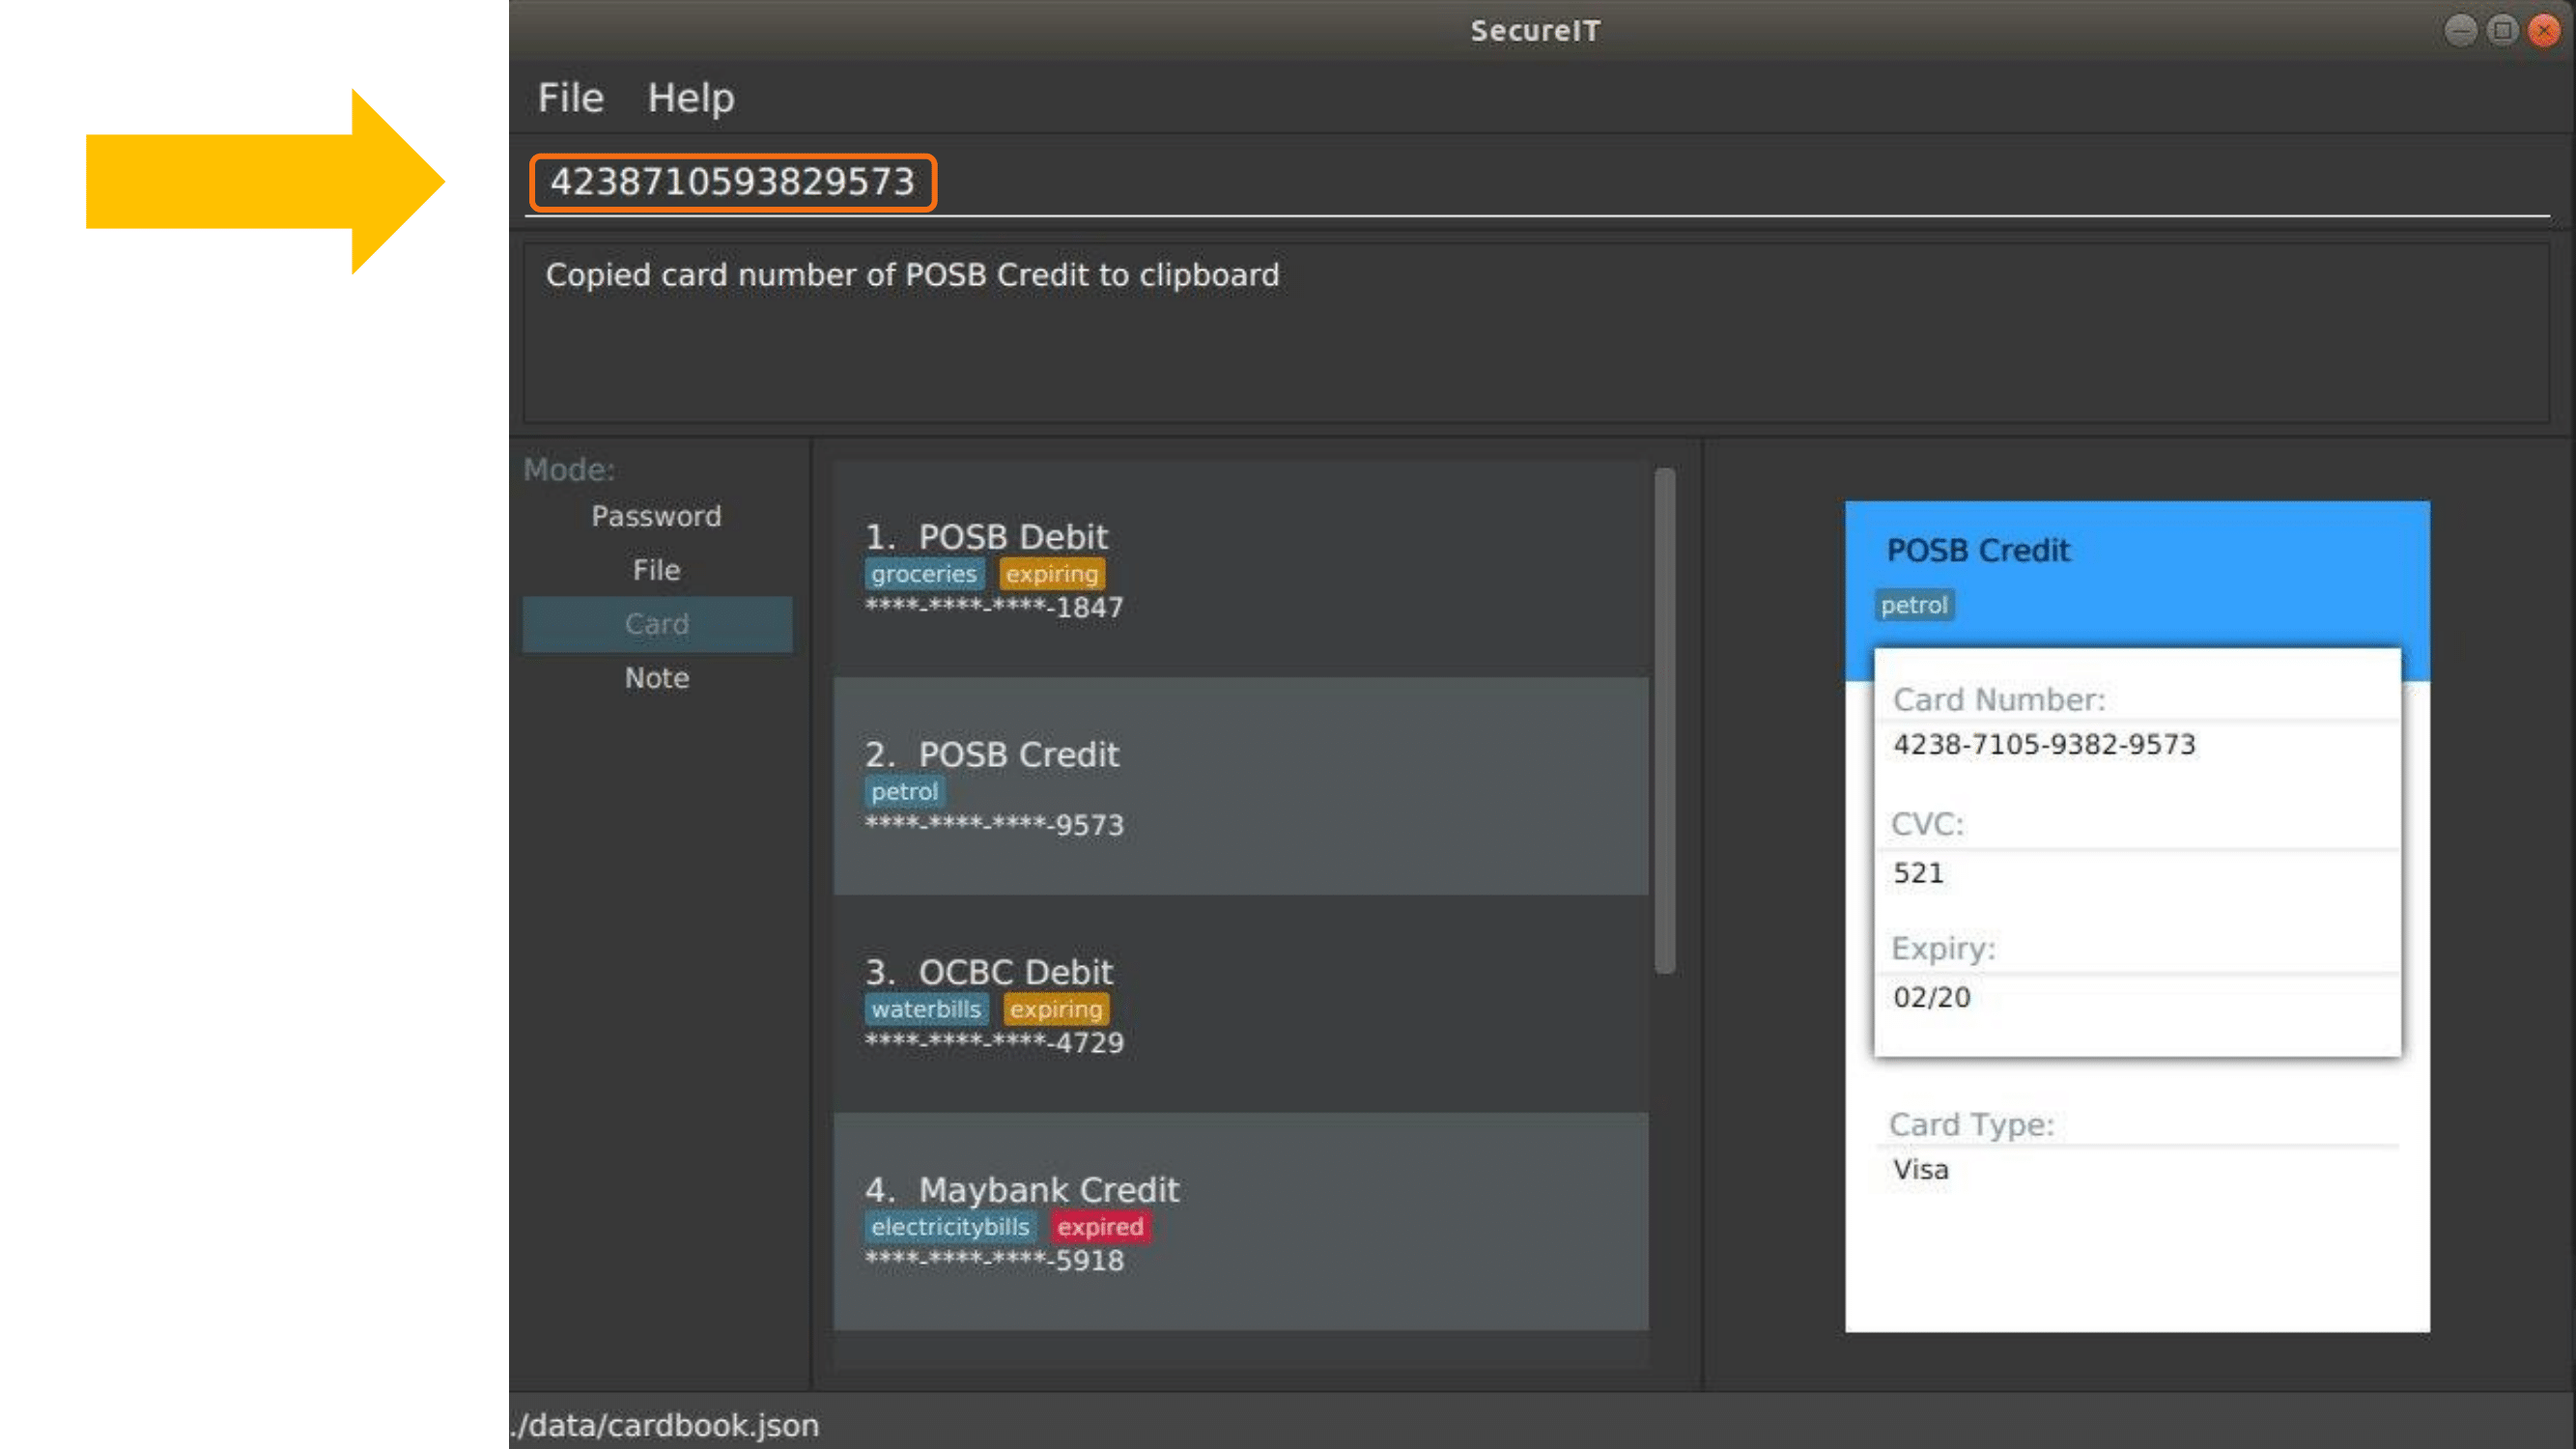 SecureIT
File Help
4238710593829573
Copied card number of POSB Credit to clipboard
Mode:
Password
File
Card
Note
1. POSB Debit
groceries expiring
****-****-****-1847
2. POSB Credit
petrol
****-****-****-9573
3. OCBC Debit
waterbills expiring
****-****-****-4729
4. Maybank Credit
electricitybills expired
****-****-****-5918
POSB Credit
petrol
Card Number:
4238-7105-9382-9573
CVC:
521
Expiry:
02/20
Card Type:
Visa
./data/cardbook.json